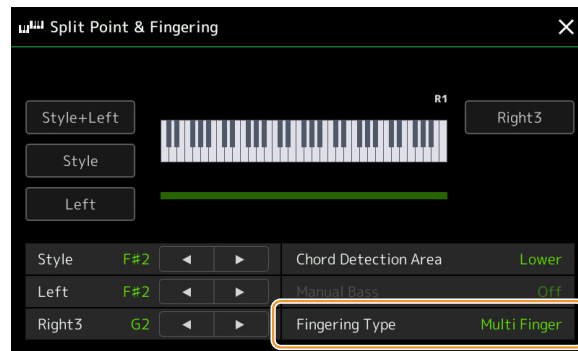 Split Point & Fingering
R1
Style+Left
Right3
Style
Left
Style F♯2 Chord Detection Area Lower
Left F♯2 Manual Bass Off
Right3 G2 Fingering Type Multi Finger